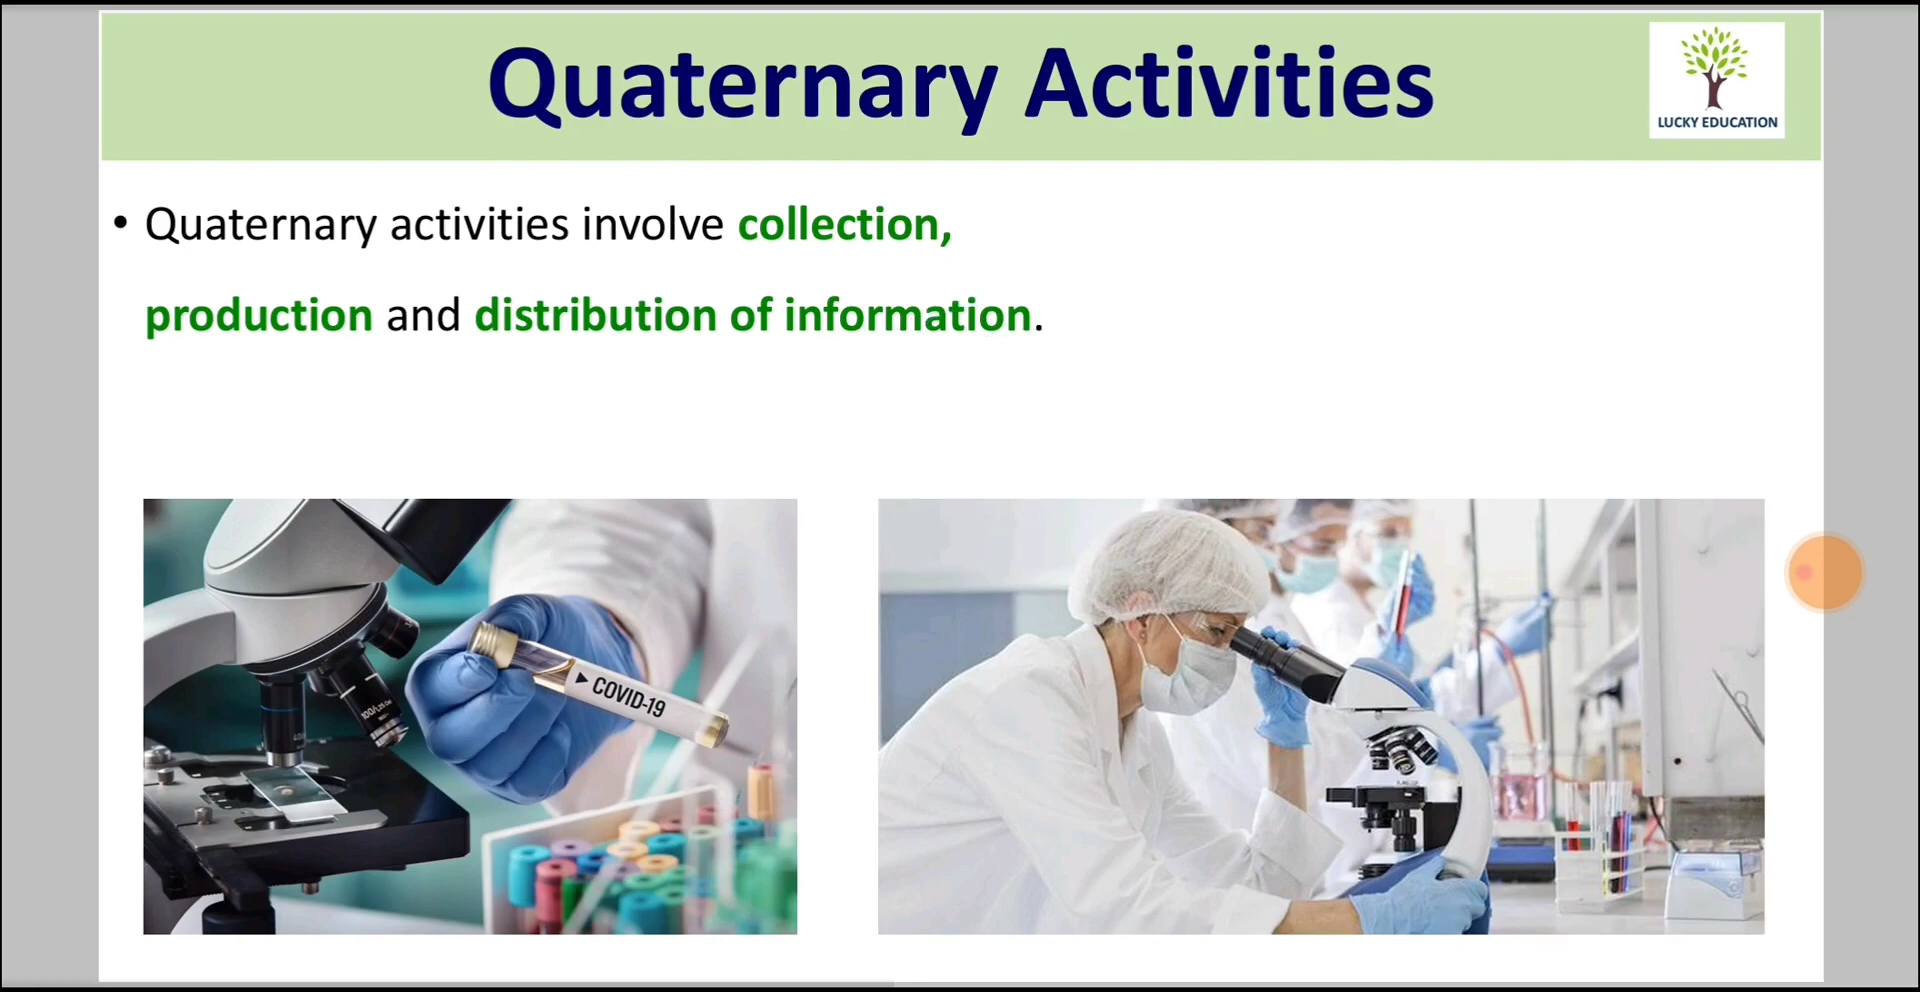 Quaternary Activities
LUCKY EDUCATION
• Quaternary activities involve collection,
production and distribution of information.
COVID-19